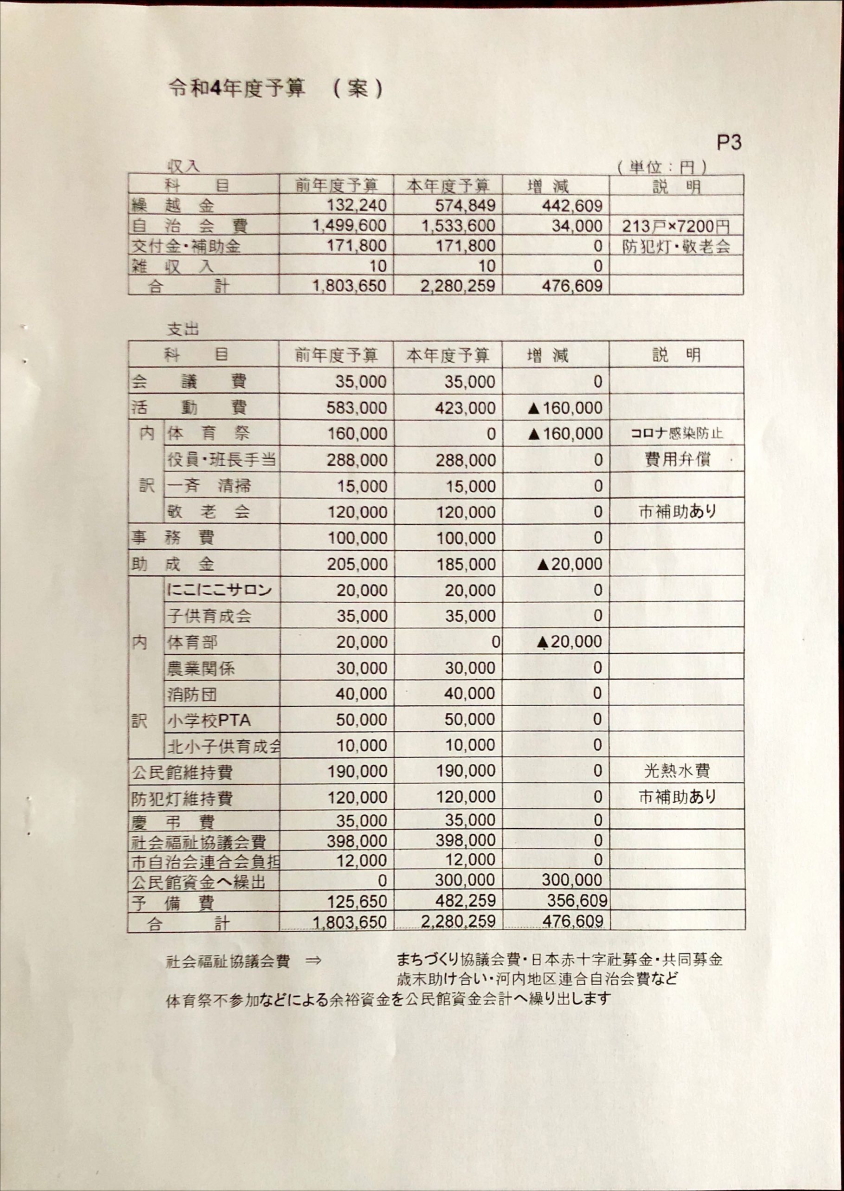 令和4年度予算　（案）
P3
収入　（単位：円）
科　目　前年度予算　本年度予算　増　減　説　明
繰　越　金　132,240　574,849　442,609
自　治　会　費　1,499,600　1,533,600　34,000　213戸×7200円
交付金・補助金　171,800　171,800　0　防犯灯・敬老会
雑　収　入　10　10　0
合　計　1,803,650　2,280,259　476,609
支出
科　目　前年度予算　本年度予算　増　減　説　明
会　議　費　35,000　35,000　0
活　動　費　583,000　423,000　▲160,000
内　体　育　祭　160,000　0　▲160,000　コロナ感染防止
役員・班長手当　288,000　288,000　0　費用弁償
訳　一斉　清掃　15,000　15,000　0
敬　老　会　120,000　120,000　0　市補助あり
事　務　費　100,000　100,000　0
助　成　金　205,000　185,000　▲20,000
にこにこサロン　20,000　20,000　0
子供育成会　35,000　35,000　0
内　体育部　20,000　0　▲20,000
農業関係　30,000　30,000　0
消防団　40,000　40,000　0
訳　小学校PTA　50,000　50,000　0
北小子供育成会　10,000　10,000　0
公民館維持費　190,000　190,000　0　光熱水費
防犯灯維持費　120,000　120,000　0　市補助あり
慶　弔　費　35,000　35,000　0
社会福祉協議会費　398,000　398,000　0
市自治会連合会負担　12,000　12,000　0
公民館資金へ繰出　0　300,000　300,000
予　備　費　125,650　482,259　356,609
合　計　1,803,650　2,280,259　476,609
社会福祉協議会費　⇒　まちづくり協議会費・日本赤十字社募金・共同募金
歳末助け合い・河内地区連合自治会費など
体育祭不参加などによる余裕資金を公民館資金会計へ繰り出します